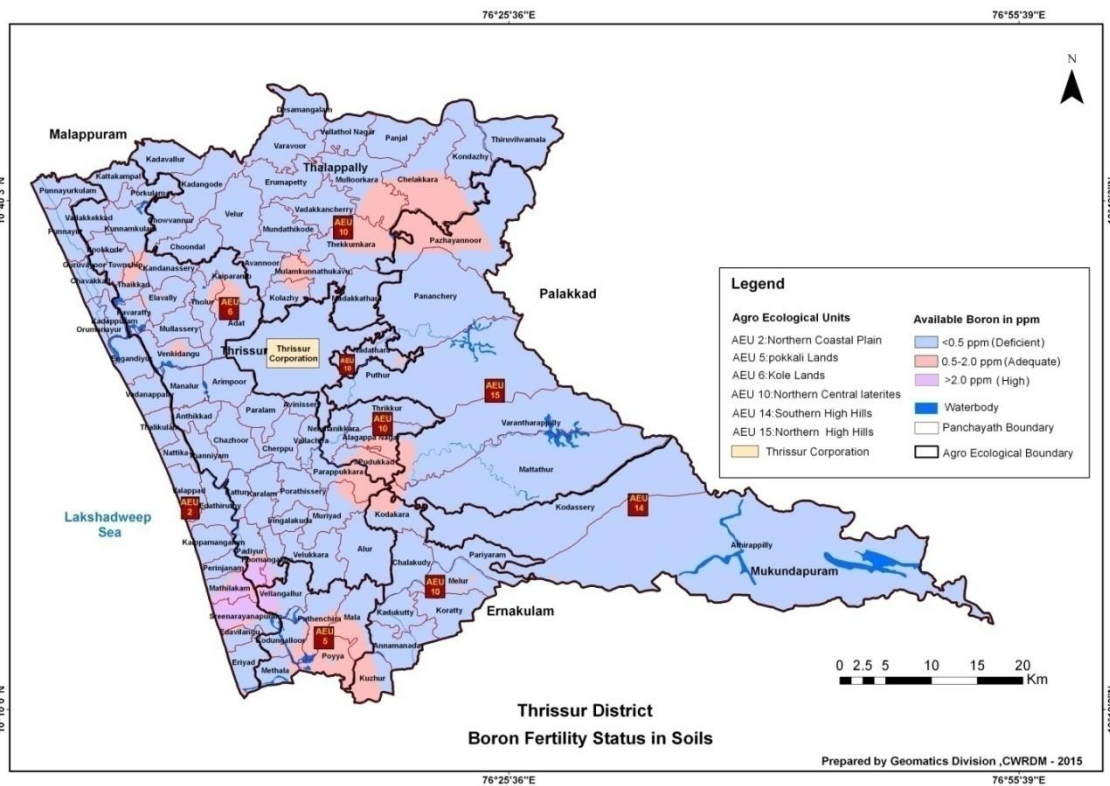 76°25'36"E
76°55'39"E
N
Malappuram
Desamangalam
Vallathol Nagar
Panjal
Thiruvilwamala
Varavoor
Kondazhy
Kadavallur
Thalappally
Kattakampal
Kadangode
Erumapetty
Mulloorkara
Chelakkara
Punnayurkulam
Porkulam
Vadakkekkad
Chowvannur
Velur
Vadakkancherry
AEU
10
Punnayur
Kunnamkulam
Mundathikode
Thekkumkara
Pazhayannoor
Choondal
Guruvayoor Township
Kandanassery
Avannoor
Thaikkad
Kaiparamb
Mulamkunnathukavu
Elavally
Tholur
Kolazhy
Madakkathara
Pananchery
Palakkad
Pavaratty
AEU
6
Adat
Mullassery
Orumanayur
Engandiyur
Venkidangu
Thrissur
Thrissur
Corporation
Puthur
AEU
15
Manalur
Arimpoor
Anthikkad
Paralam
Avinissery
Thrikkur
AEU
10
Varantharappilly
Alagappa Nagar
Chazhoor
Cherppu
Vallachira
Pudukkad
Mattathur
Nattika
Parappukkara
Porathissery
Kodakara
Kodassery
AEU
14
AEU
2
Edathiruthy
Muriyad
Lakshadweep
Sea
Athirappilly
Padiyur
Velukkara
Alur
Pariyaram
Perinjanam
Chalakudy
Mukundapuram
Mathilakam
Vellangallur
AEU
10
Melur
Ernakulam
Kadukutty
Koratty
Puthenchira
Mala
AEU
5
Annamanada
Eriyad
Poyya
Methala
Kuzhur
Legend
Agro Ecological Units
AEU 2:Northern Coastal Plain
AEU 5:pokkali Lands
AEU 6:Kole Lands
AEU 10:Northern Central laterites
AEU 14:Southern High Hills
AEU 15:Northern High Hills
Thrissur Corporation
Available Boron in ppm
<0.5 ppm (Deficient)
0.5-2.0 ppm (Adequate)
>2.0 ppm (High)
Waterbody
Panchayath Boundary
Agro Ecological Boundary
0 2.5 5 10 15 20
Km
Thrissur District
Boron Fertility Status in Soils
Prepared by Geomatics Division ,CWRDM - 2015
76°25'36"E
76°55'39"E